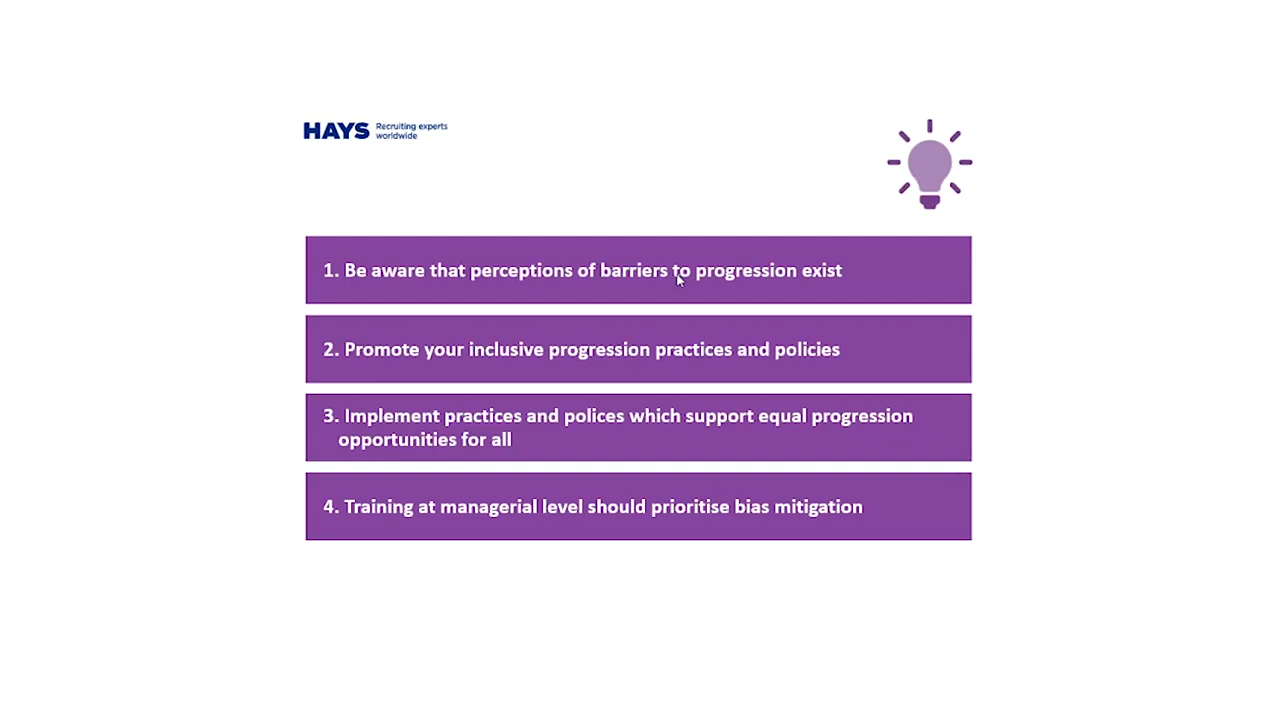 HAYS Recruiting experts
worldwide
1. Be aware that perceptions of barriers to progression exist
2. Promote your inclusive progression practices and policies
3. Implement practices and polices which support equal progression
opportunities for all
4. Training at managerial level should prioritise bias mitigation